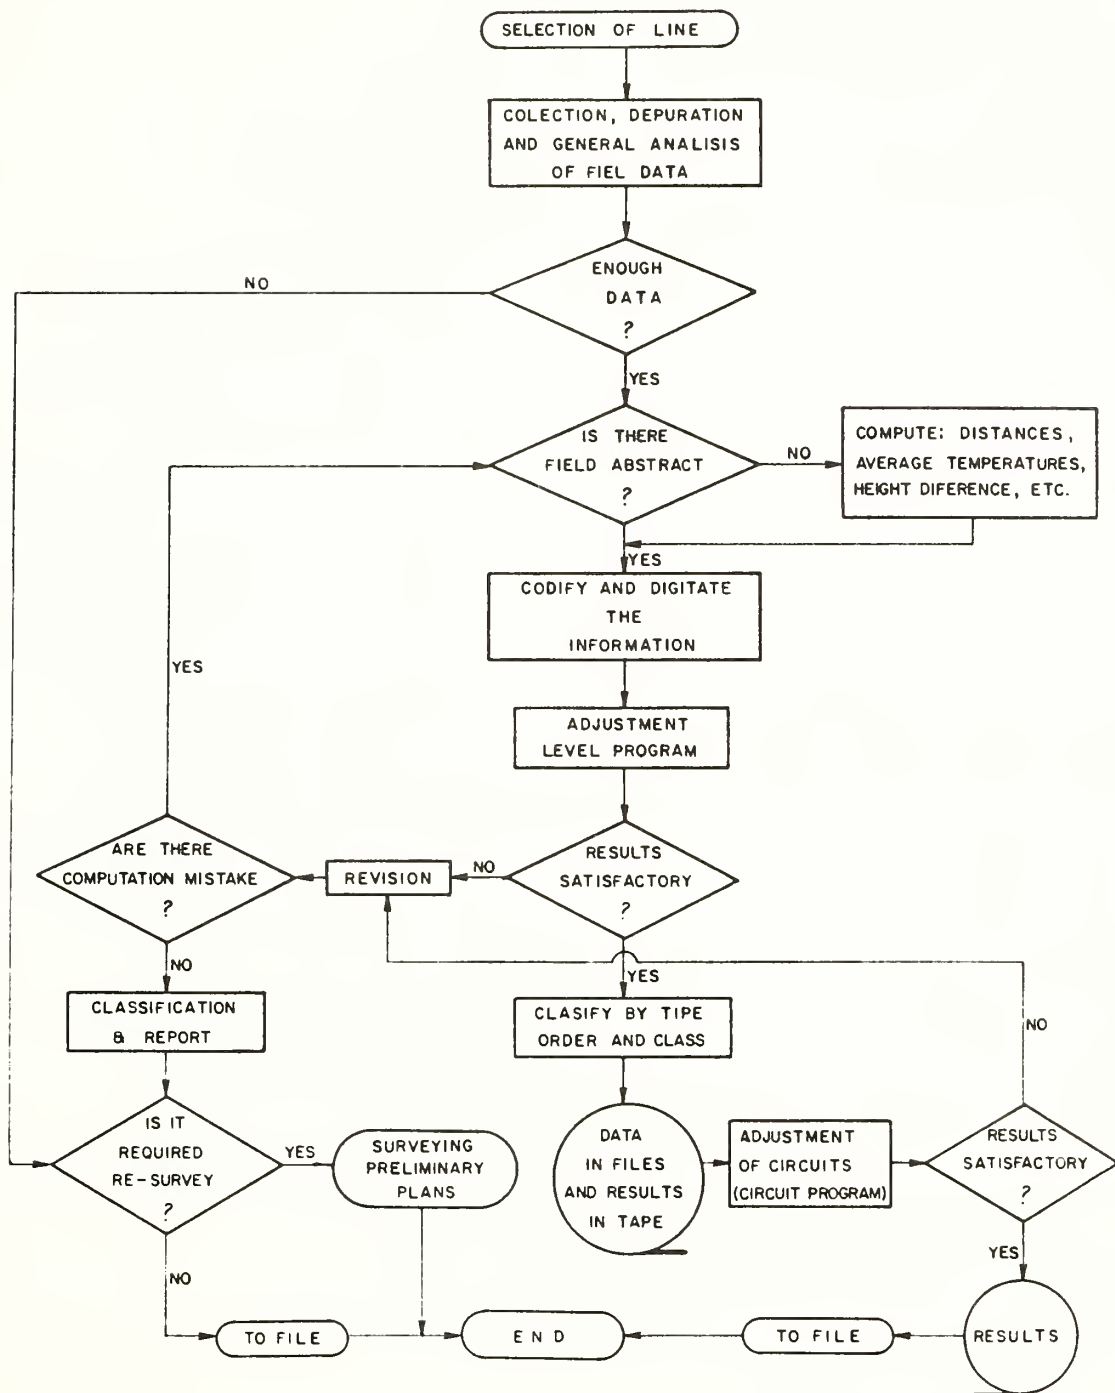 SELECTION OF LINE
COLECTION, DEPURATION
AND GENERAL ANALISIS
OF FIEL DATA
ENOUGH
DATA
?
NO
YES
IS THERE
FIELD ABSTRACT
?
NO
COMPUTE: DISTANCES,
AVERAGE TEMPERATURES,
HEIGHT DIFERENCE, ETC.
YES
CODIFY AND DIGITATE
THE
INFORMATION
YES
ADJUSTMENT
LEVEL PROGRAM
RESULTS
SATISFACTORY
?
NO
REVISION
ARE THERE
COMPUTATION MISTAKE
?
NO
YES
NO
CLASSIFICATION
& REPORT
CLASIFY BY TIPE
ORDER AND CLASS
IS IT
REQUIRED
RE-SURVEY
?
YES
SURVEYING
PRELIMINARY
PLANS
DATA
IN FILES
AND RESULTS
IN TAPE
ADJUSTMENT
OF CIRCUITS
(CIRCUIT PROGRAM)
RESULTS
SATISFACTORY
?
YES
NO
TO FILE
END
TO FILE
RESULTS